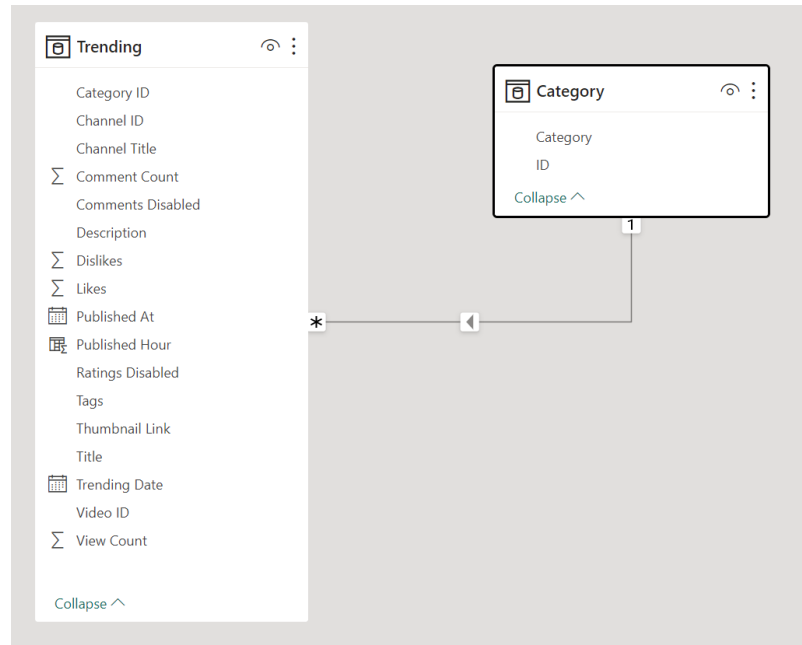 Trending
Category ID
Channel ID
Channel Title
Comment Count
Comments Disabled
Description
Dislikes
Likes
Published At
Published Hour
Ratings Disabled
Tags
Thumbnail Link
Title
Trending Date
Video ID
View Count
Collapse
Category
Category
ID
Collapse
1
*